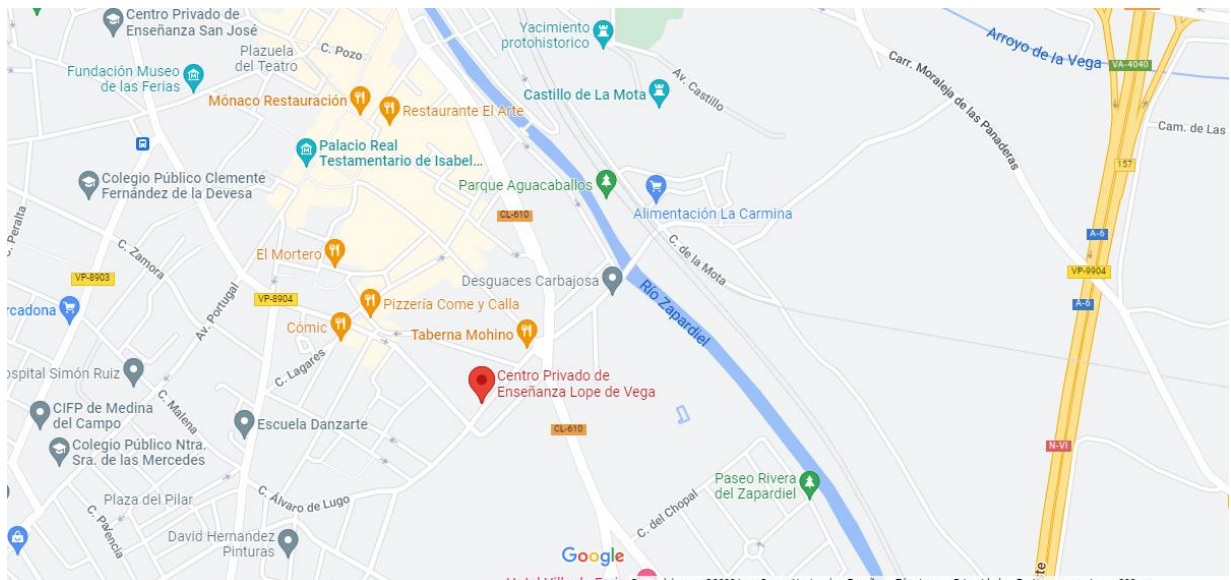 Centro Privado de
Enseñanza San José
C. Pozo
Plazuela
del Teatro
Fundación Museo
de las Ferias
Mónaco Restauración
Restaurante El Arte
Yacimiento
protohistorico
Av. Castillo
Castillo de La Mota
Carr. Moraleja de las Panaderas
Arroyo de la Vega
VA-4040
Cam. de Las
157
Palacio Real
Testamentario de Isabel...
Colegio Público Clemente
Fernández de la Devesa
Parque Aguacaballos
Alimentación La Carmina
CL-610
C. Peralta
C. Zamora
El Mortero
C. de la Mota
A-6
VP-8903
Desguaces Carbajosa
VP-9904
Av. Portugal
VP-8904
Pizzería Come y Calla
Río Zapardiel
A-6
rcadona
Cómic
Taberna Mohino
C. Lagares
Centro Privado de
Enseñanza Lope de Vega
ospital Simón Ruiz
C. Malena
CIFP de Medina
del Campo
Escuela Danzarte
CL-610
Colegio Público Ntra.
Sra. de las Mercedes
N-VI
Plaza del Pilar
C. Álvaro de Lugo
Paseo Rivera
del Zapardiel
C. Palencia
C. del Chopal
David Hernandez
Pinturas
Google